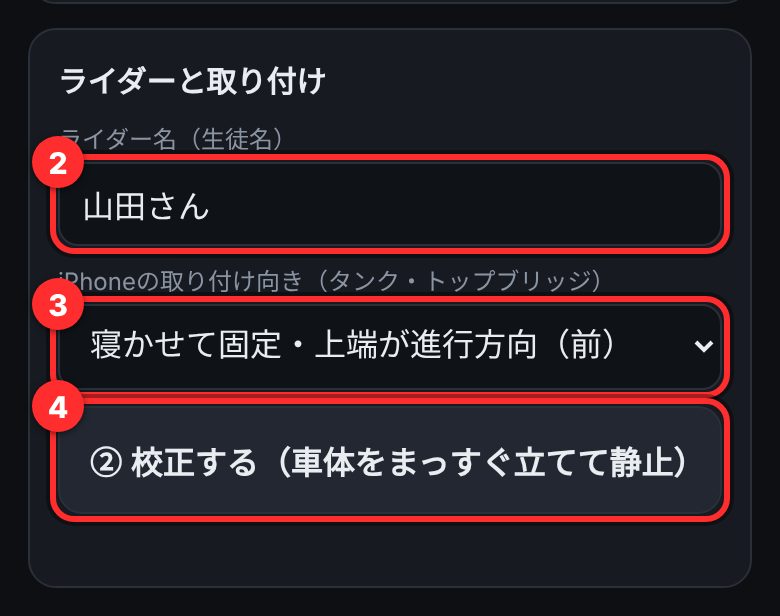 ライダーと取り付け
ライダー名（生徒名）
2
山田さん
iPhoneの取り付け向き（タンク・トップブリッジ）
3
寝かせて固定・上端が進行方向（前）
4
② 校正する（車体をまっすぐ立てて静止）